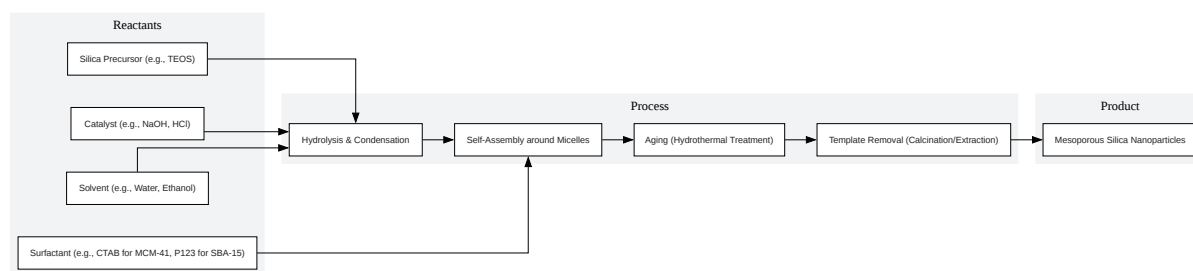 Reactants
Silica Precursor (e.g., TEOS)
Catalyst (e.g., NaOH, HCl)
Solvent (e.g., Water, Ethanol)
Surfactant (e.g., CTAB for MCM-41, P123 for SBA-15)
Process
Hydrolysis & Condensation
Self-Assembly around Micelles
Aging (Hydrothermal Treatment)
Template Removal (Calcination/Extraction)
Product
Mesoporous Silica Nanoparticles